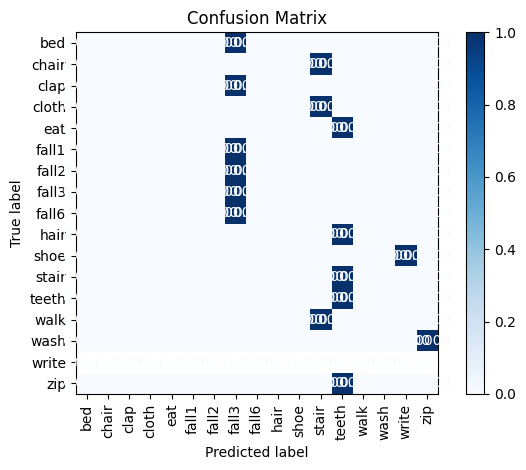 Confusion Matrix
True label
bed
chair
clap
cloth
eat
fall1
fall2
fall3
fall6
hair
shoe
stair
teeth
walk
wash
write
zip
bed
chair
clap
cloth
eat
fall1
fall2
fall3
fall6
hair
shoe
stair
teeth
walk
wash
write
zip
Predicted label
1.0
0.8
0.6
0.4
0.2
0.0